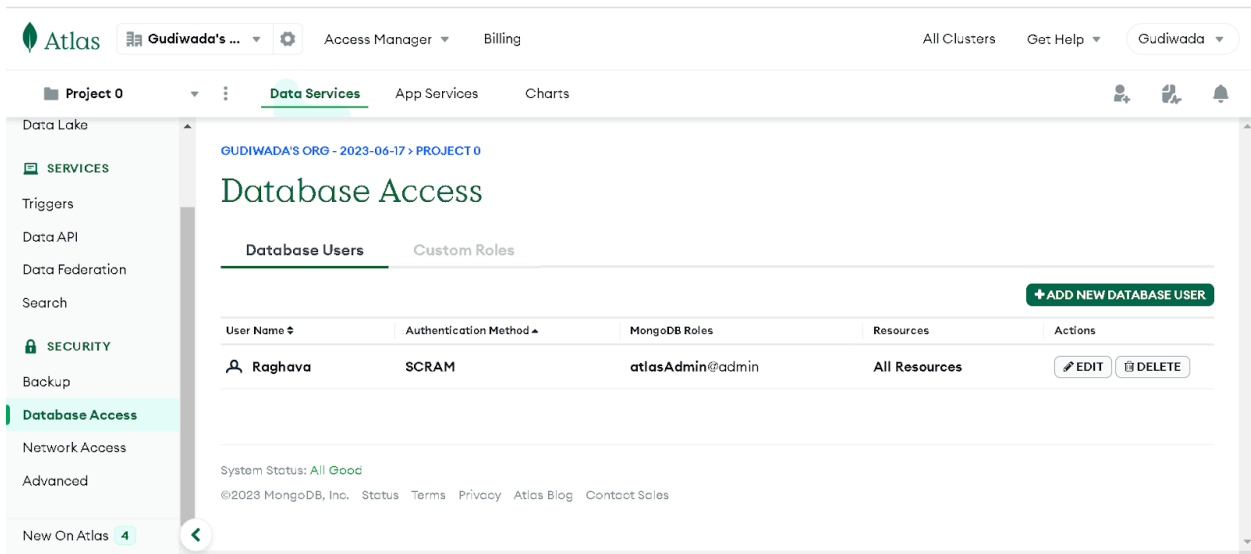 Atlas Gudiwada's ... Access Manager Billing All Clusters Get Help Gudiwada
Project 0 Data Services App Services Charts
Data Lake
SERVICES
Triggers
Data API
Data Federation
Search
SECURITY
Backup
Database Access
Network Access
Advanced
New On Atlas 4
GUDIWADA'S ORG - 2023-06-17 > PROJECT 0
Database Access
Database Users Custom Roles
+ ADD NEW DATABASE USER
User Name Authentication Method MongoDB Roles Resources Actions
Raghava SCRAM atlasAdmin@admin All Resources EDIT DELETE
System Status: All Good
©2023 MongoDB, Inc. Status Terms Privacy Atlas Blog Contact Sales